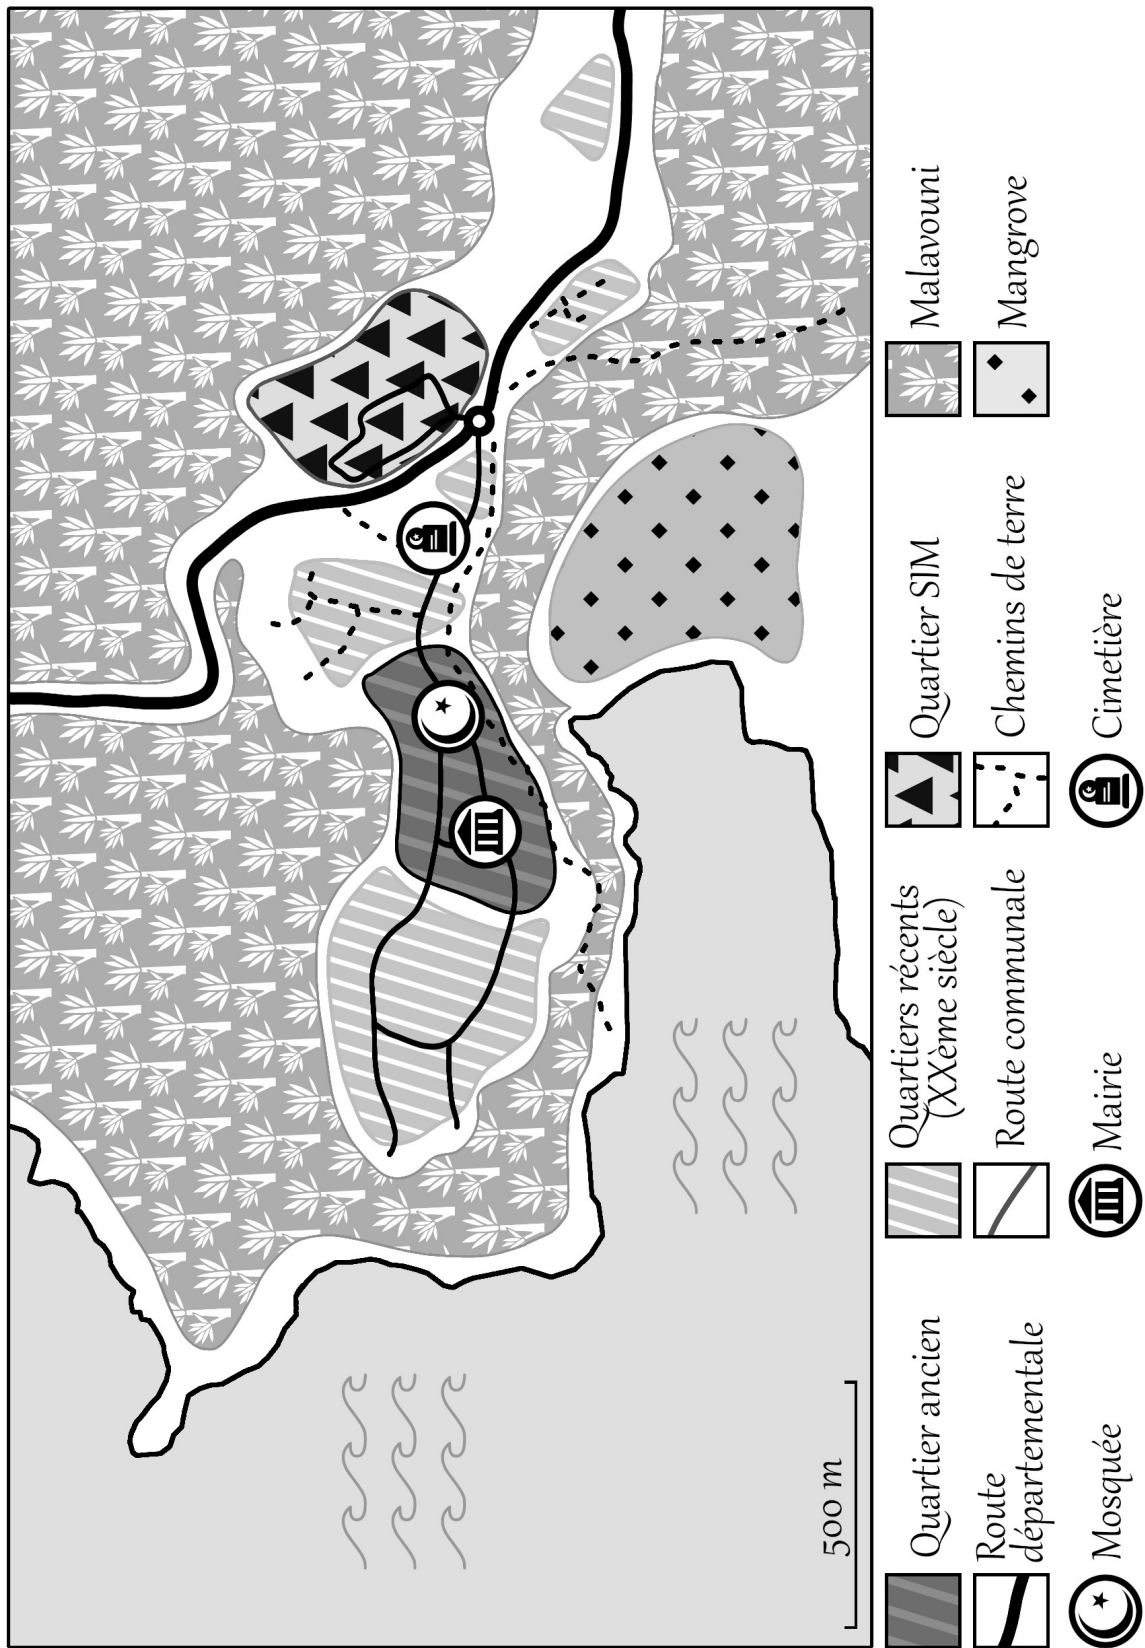 500 m
Quartier ancien
Quartiers récents
(XXème siècle)
Quartier SIM
Malavouni
Route
départementale
Route communale
Chemins de terre
Mangrove
Mosquée
Mairie
Cimetière